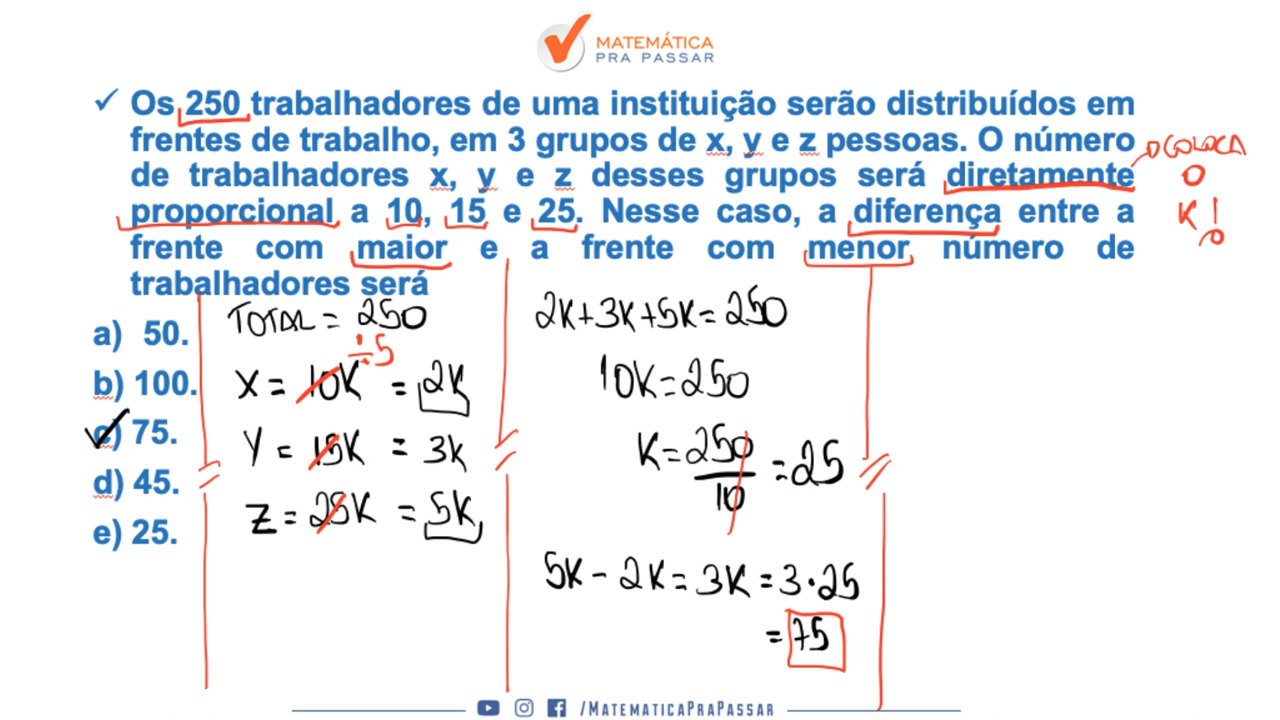 MATEMÁTICA
PRA PASSAR
✓ Os 250 trabalhadores de uma instituição serão distribuídos em
frentes de trabalho, em 3 grupos de x, y e z pessoas. O número
de trabalhadores x, y e z desses grupos será diretamente
proporcional a 10, 15 e 25. Nesse caso, a diferença entre a
frente com maior e a frente com menor número de
trabalhadores será
COLOCA
O
K!
a) 50.
b) 100.
c) 75.
d) 45.
e) 25.
TOTAL = 250
÷5
X = 10K = 2K
Y = 15K = 3K
Z = 25K = 5K
2K+3K+5K=250
10K=250
K=250/10=25
5K-2K=3K=3·25
=75
/MATEMATICAPRAPASSAR